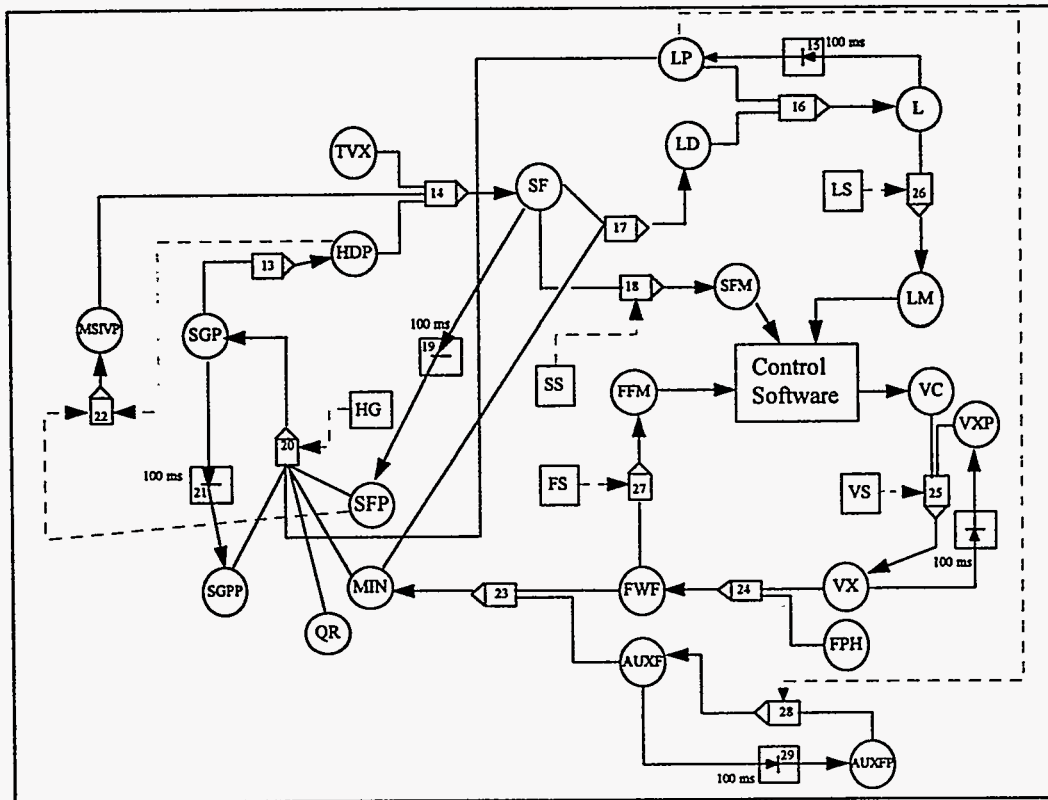 100 ms
15
LP
16
L
TVX
LD
14
SF
LS
26
17
HDP
13
18
SFM
LM
MSIVP
SGP
100 ms
19
SS
Control
Software
FFM
VC
VXP
22
HG
20
100 ms
21
FS
27
VS
25
SFP
100 ms
SGPP
MIN
23
FWF
24
VX
QR
AUXF
FPH
28
100 ms
29
AUXFP